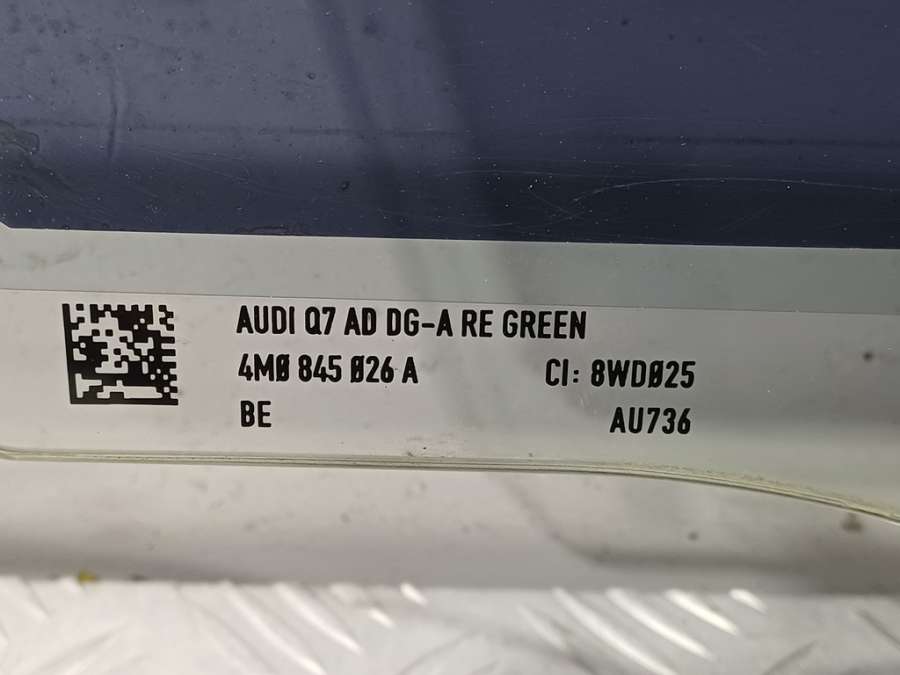 AUDI Q7 AD DG-A RE GREEN
4M0 845 026 A CI: 8WD025
BE AU736